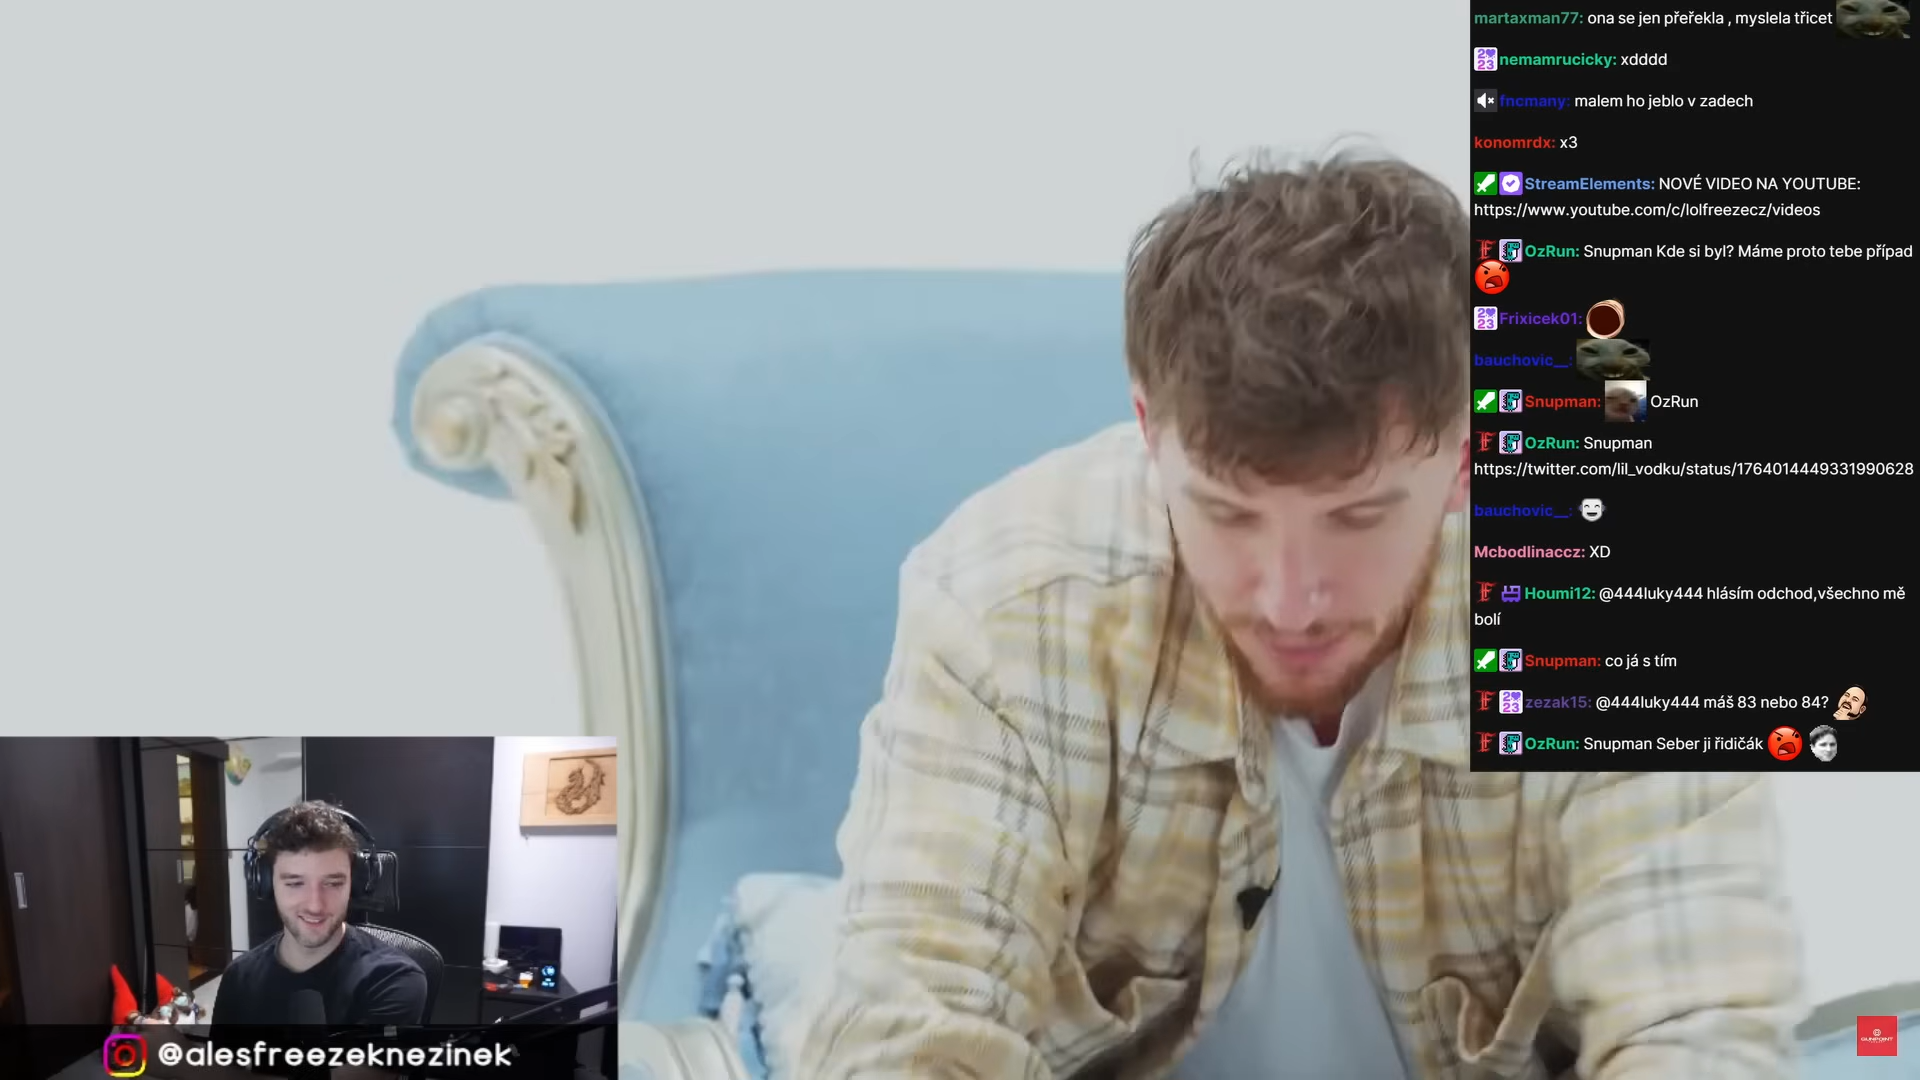 martaxman77: ona se jen přeřekla , myslela třicet
nemamrucicky: xdddd
fncmany: malem ho jeblo v zadech
konomrdx: x3
StreamElements: NOVÉ VIDEO NA YOUTUBE:
https://www.youtube.com/c/lolfreezecz/videos
OzRun: Snupman Kde si byl? Máme proto tebe případ
Frixicek01:
bauchovic__:
Snupman: OzRun
OzRun: Snupman
https://twitter.com/lil_vodku/status/1764014449331990628
bauchovic__:
Mcbodlinaccz: XD
Houmi12: @444luky444 hlásím odchod,všechno mě
bolí
Snupman: co já s tím
zezak15: @444luky444 máš 83 nebo 84?
OzRun: Snupman Seber ji řidičák
@alesfreezeknezinek
GUNPOINT